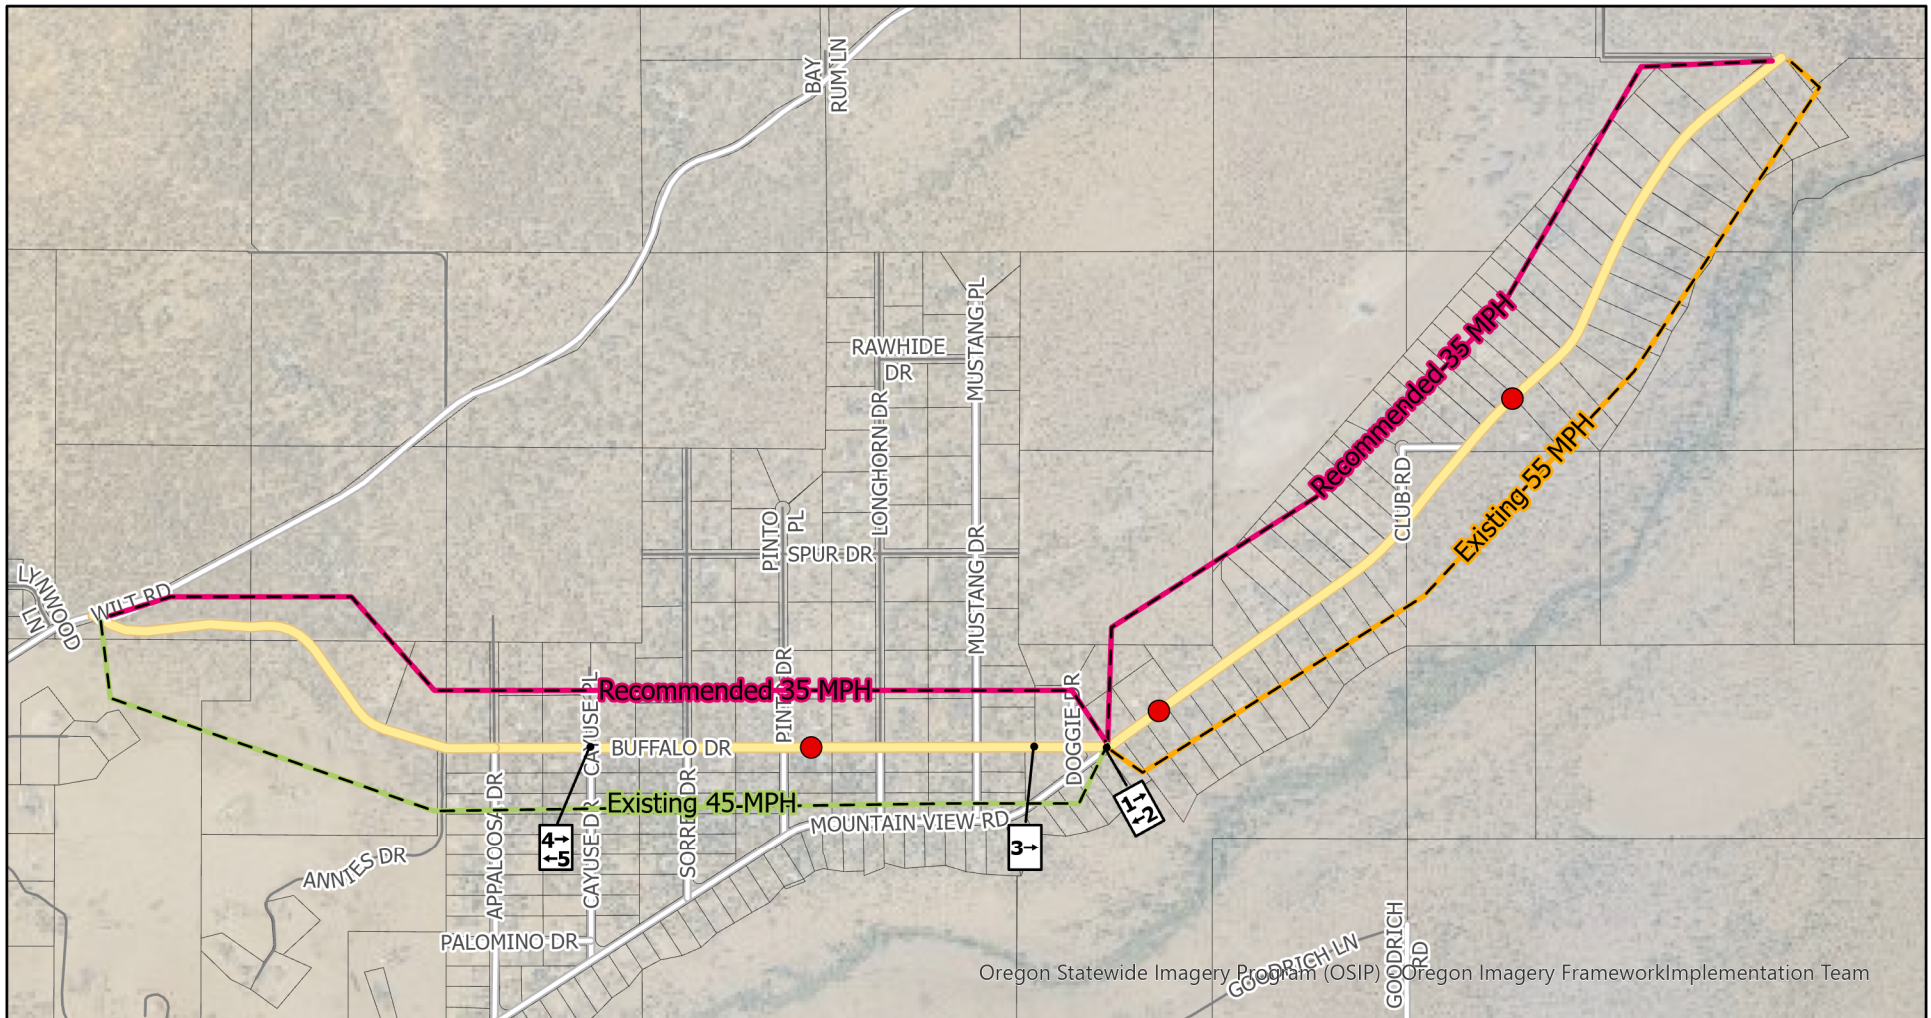 BAY
RUM LN
RAWHIDE
DR
MUSTANG PL
LONGHORN DR
Recommended 35 MPH
CLUB RD
Existing 55 MPH
PINTO
PL
SPUR DR
MUSTANG DR
LYNWOOD
LN
WILT RD
CAYUSE PL
Recommended 35 MPH
PINTO DR
DOGGIE DR
BUFFALO DR
APPALOOSA DR
CAYUSE DR
SORREL DR
Existing 45 MPH
MOUNTAIN VIEW RD
1→
←2
3→
4→
←5
ANNIES DR
PALOMINO DR
GOODRICH LN
GOODRICH
RD
Oregon Statewide Imagery Program (OSIP) - Oregon Imagery FrameworkImplementation Team